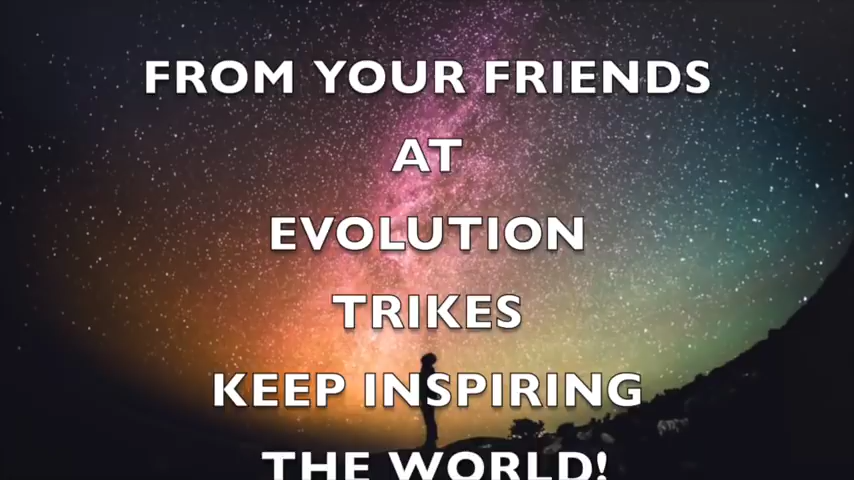 FROM YOUR FRIENDS
AT
EVOLUTION
TRIKES
KEEP INSPIRING
THE WORLD!